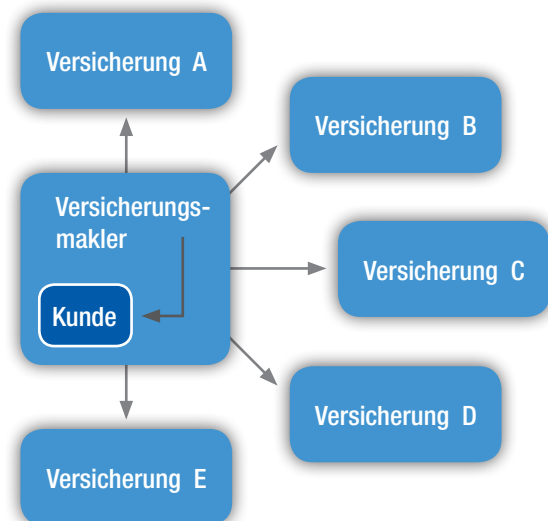 Versicherung A
Versicherung B
Versicherungs-
makler
Versicherung C
Kunde
Versicherung D
Versicherung E